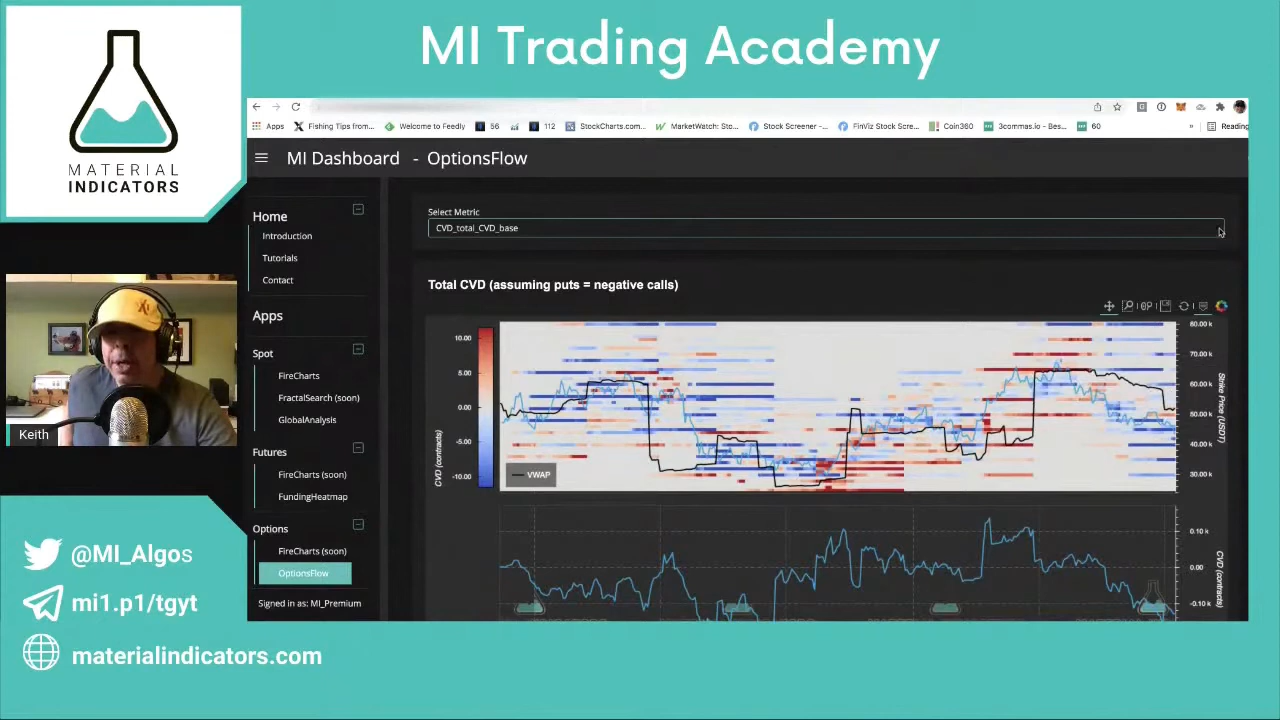 MI Trading Academy
MATERIAL
INDICATORS
Apps
Fishing Tips from...
Welcome to Feedly
56
112
StockCharts.com...
MarketWatch: Sto...
Stock Screener -...
FinViz Stock Scre...
Coin360
3commas.io - Bes...
60
»
Reading
MI Dashboard - OptionsFlow
Home
Introduction
Tutorials
Contact
Apps
Spot
FireCharts
FractalSearch (soon)
GlobalAnalysis
Futures
FireCharts (soon)
FundingHeatmap
Options
FireCharts (soon)
OptionsFlow
Signed in as: MI_Premium
Select Metric
CVD_total_CVD_base
Total CVD (assuming puts = negative calls)
10.00
5.00
0.00
-5.00
-10.00
CVD (contracts)
VWAP
80.00 k
70.00 k
60.00 k
50.00 k
40.00 k
30.00 k
Strike Price (USDT)
0.10 k
0.00
-0.10 k
CVD (contracts)
Keith
@MI_Algos
mi1.p1/tgyt
materialindicators.com